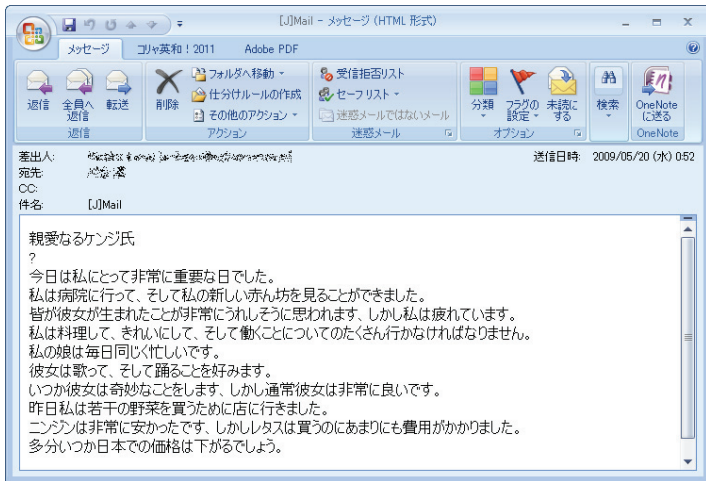 [J]Mail - メッセージ (HTML 形式)
メッセージ コリャ英和！2011 Adobe PDF
返信 全員へ返信 転送 削除 フォルダへ移動 仕分けルールの作成 その他のアクション 受信拒否リスト セーフ リスト 迷惑メールではないメール 分類 フラグの設定 未読にする 検索 OneNote に送る
返信 アクション 迷惑メール オプション OneNote
差出人: 送信日時: 2009/05/20 (水) 0:52
宛先:
CC:
件名: [J]Mail
親愛なるケンジ氏
?
今日は私にとって非常に重要な日でした。
私は病院に行って、そして私の新しい赤ん坊を見ることができました。
皆が彼女が生まれたことが非常にうれしそうに思われます、しかし私は疲れています。
私は料理して、きれいにして、そして働くことについてのたくさん行かなければなりません。
私の娘は毎日同じく忙しいです。
彼女は歌って、そして踊ることを好みます。
いつか彼女は奇妙なことをします、しかし通常彼女は非常に良いです。
昨日私は若干の野菜を買うために店に行きました。
ニンジンは非常に安かったです、しかしレタスは買うのにあまりにも費用がかかりました。
多分いつか日本での価格は下がるでしょう。